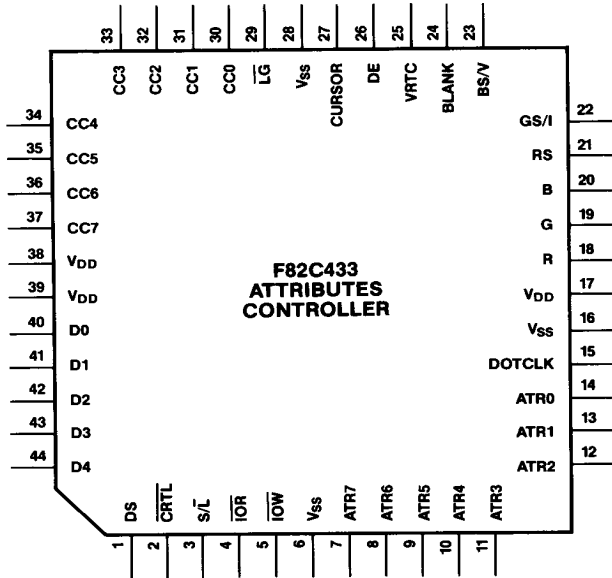 33 32 31 30 29 28 27 26 25 24 23
CC3 CC2 CC1 CC0 L̅G̅ VSS CURSOR DE VRTC BLANK BS/V
34 CC4
35 CC5
36 CC6
37 CC7
38 VDD
39 VDD
40 D0
41 D1
42 D2
43 D3
44 D4
F82C433
ATTRIBUTES
CONTROLLER
GS/I 22
RS 21
B 20
G 19
R 18
VDD 17
VSS 16
DOTCLK 15
ATR0 14
ATR1 13
ATR2 12
DS C̅R̅T̅L̅ S/L̅ I̅O̅R̅ I̅O̅W̅ VSS ATR7 ATR6 ATR5 ATR4 ATR3
1 2 3 4 5 6 7 8 9 10 11